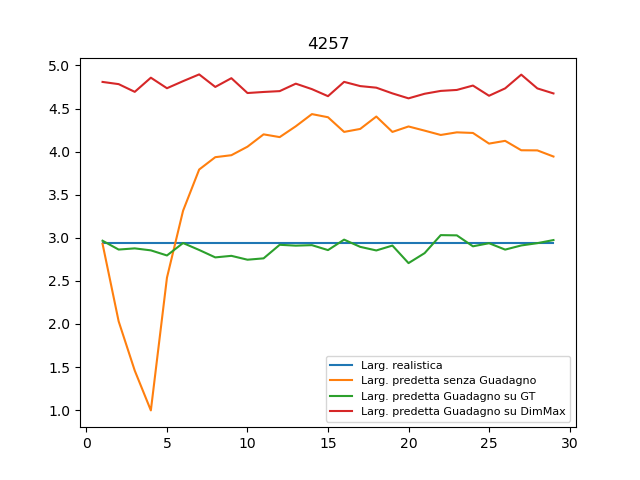 4257
5.0
4.5
4.0
3.5
3.0
2.5
2.0
1.5
1.0
0 5 10 15 20 25 30
Larg. realistica
Larg. predetta senza Guadagno
Larg. predetta Guadagno su GT
Larg. predetta Guadagno su DimMax